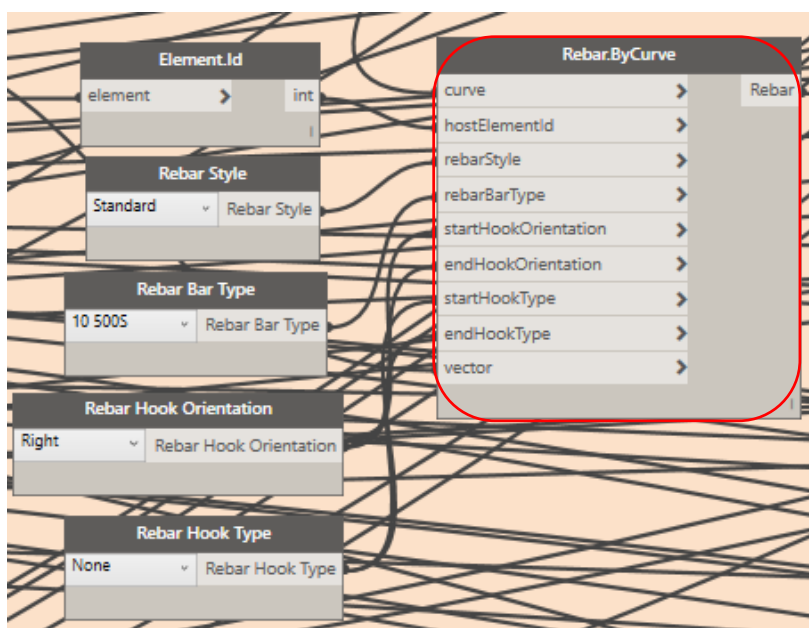 Element.Id
element > int
Rebar Style
Standard Rebar Style
Rebar Bar Type
10 500S Rebar Bar Type
Rebar Hook Orientation
Right Rebar Hook Orientation
Rebar Hook Type
None Rebar Hook Type
Rebar.ByCurve
curve > Rebar
hostElementId >
rebarStyle >
rebarBarType >
startHookOrientation >
endHookOrientation >
startHookType >
endHookType >
vector >